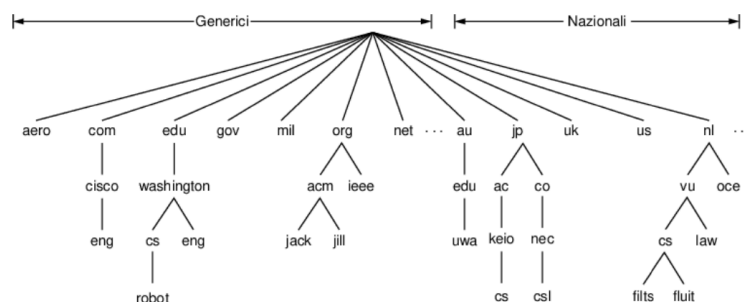 Generici Nazionali
aero com edu gov mil org net ··· au jp uk us nl ··
cisco washington acm ieee edu ac co vu oce
eng cs eng jack jill uwa keio nec cs law
robot cs csl filts fluit